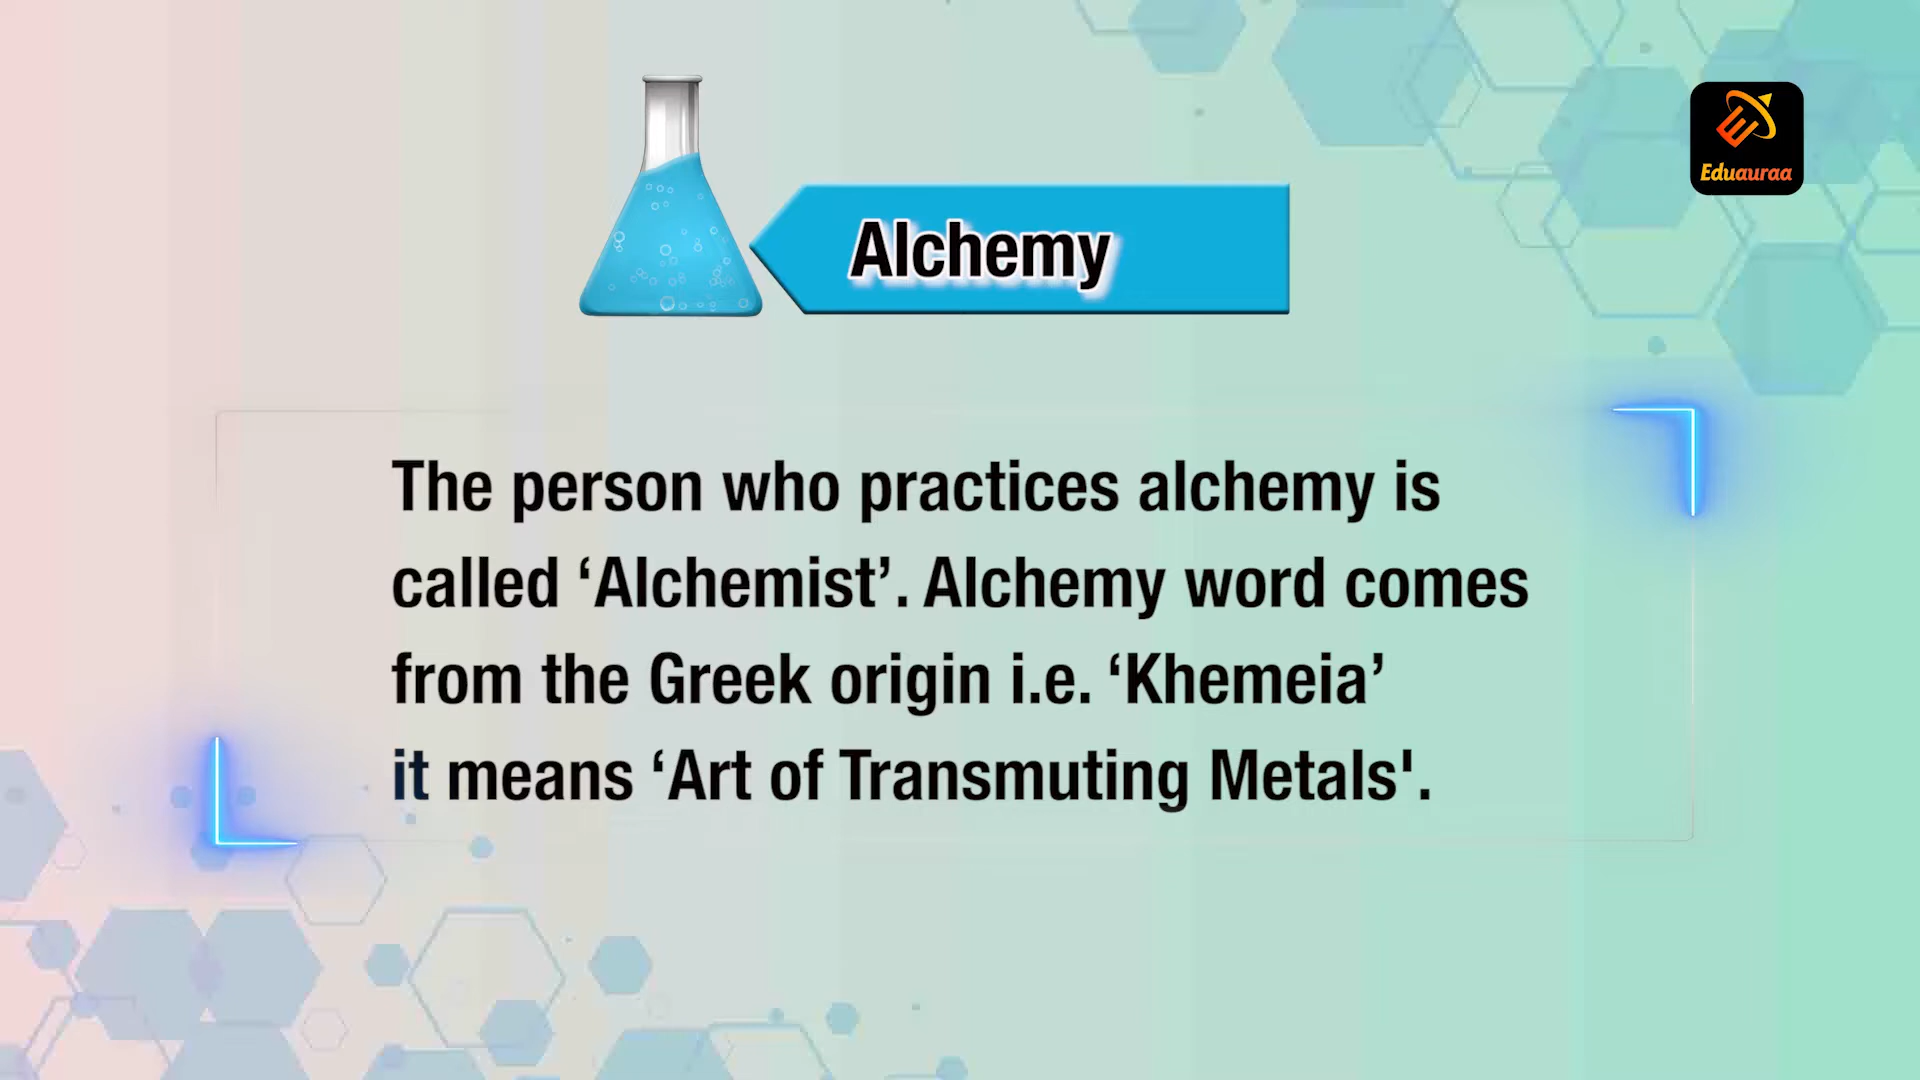 Eduauraa
Alchemy
The person who practices alchemy is
called ‘Alchemist’. Alchemy word comes
from the Greek origin i.e. ‘Khemeia’
it means ‘Art of Transmuting Metals'.